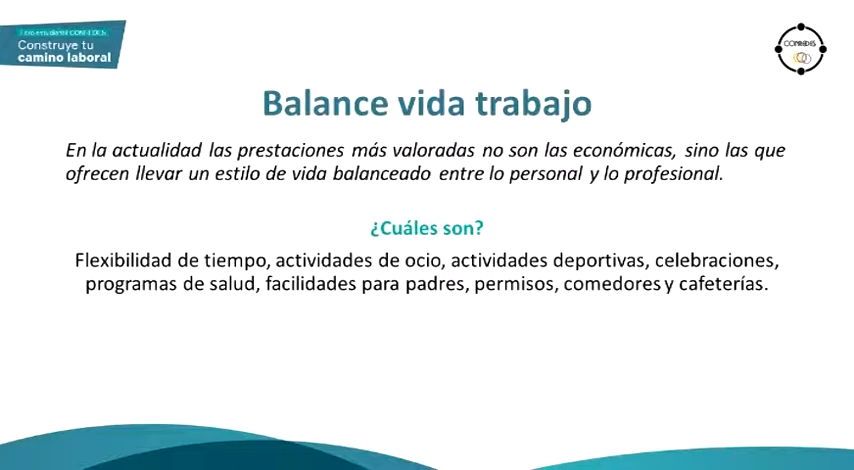 Construye tu
camino laboral
Balance vida trabajo
En la actualidad las prestaciones más valoradas no son las económicas, sino las que
ofrecen llevar un estilo de vida balanceado entre lo personal y lo profesional.
¿Cuáles son?
Flexibilidad de tiempo, actividades de ocio, actividades deportivas, celebraciones,
programas de salud, facilidades para padres, permisos, comedores y cafeterías.